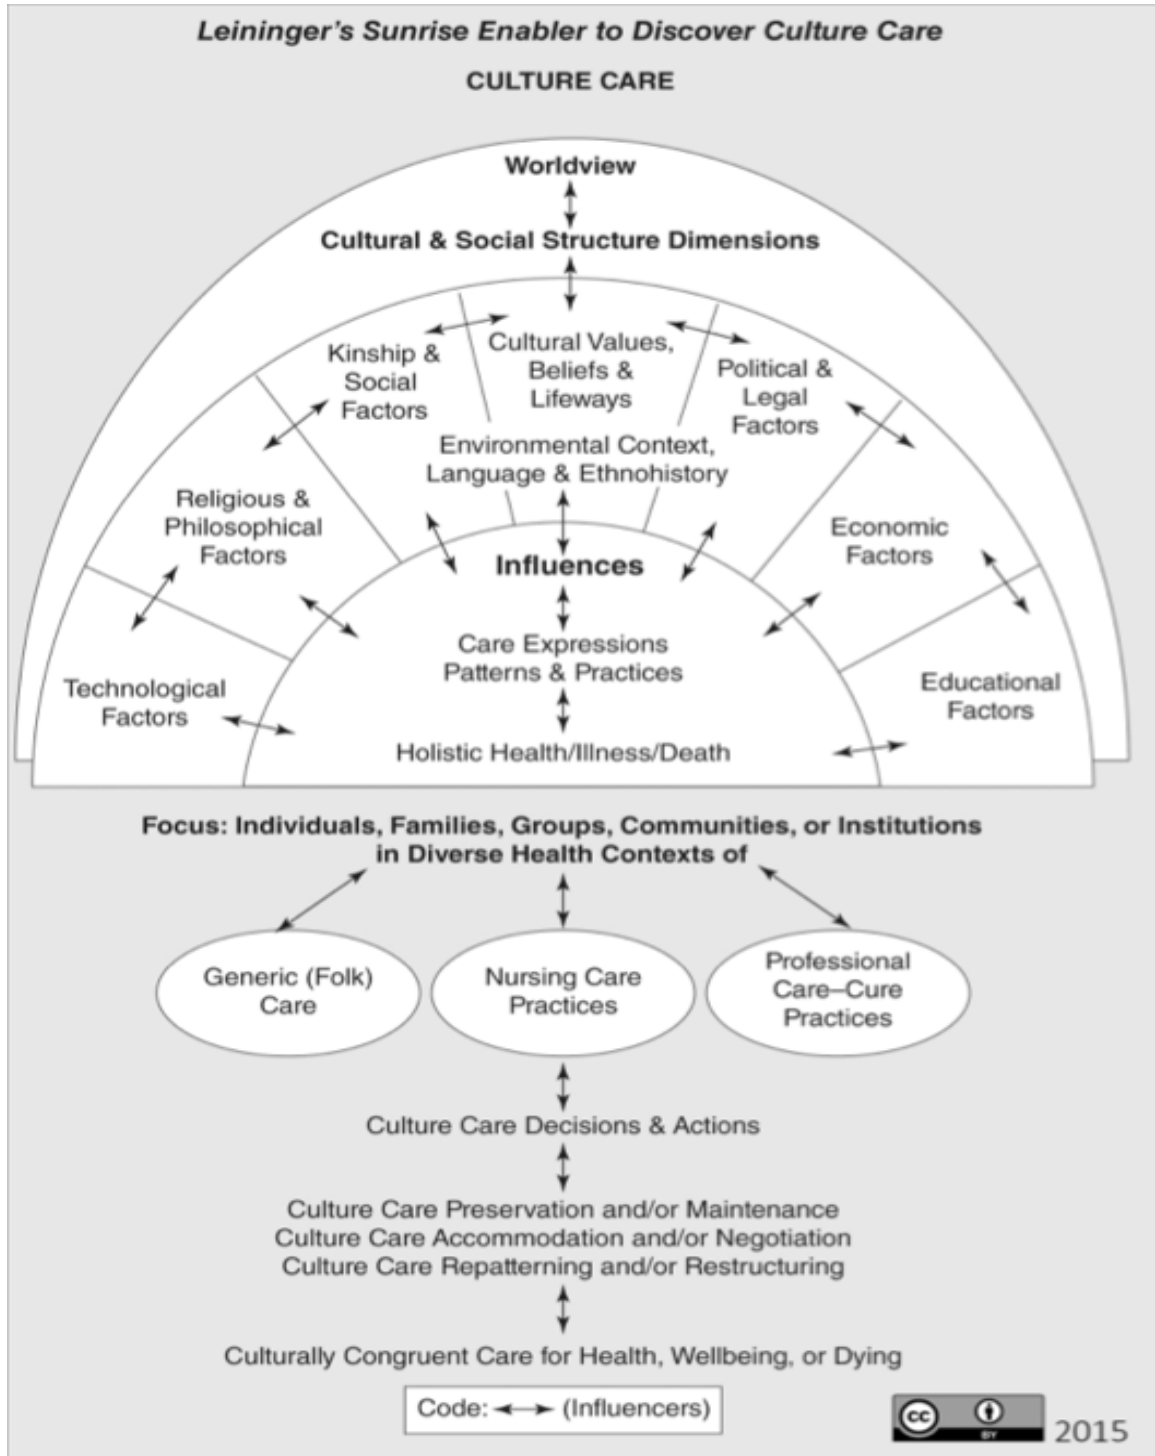 Leininger's Sunrise Enabler to Discover Culture Care
CULTURE CARE
Worldview
Cultural & Social Structure Dimensions
Kinship &
Social
Factors
Cultural Values,
Beliefs &
Lifeways
Political &
Legal
Factors
Environmental Context,
Language & Ethnohistory
Religious &
Philosophical
Factors
Economic
Factors
Influences
Care Expressions
Patterns & Practices
Technological
Factors
Educational
Factors
Holistic Health/Illness/Death
Focus: Individuals, Families, Groups, Communities, or Institutions
in Diverse Health Contexts of
Generic (Folk)
Care
Nursing Care
Practices
Professional
Care–Cure
Practices
Culture Care Decisions & Actions
Culture Care Preservation and/or Maintenance
Culture Care Accommodation and/or Negotiation
Culture Care Repatterning and/or Restructuring
Culturally Congruent Care for Health, Wellbeing, or Dying
Code: ⟷ (Influencers)
cc
BY
2015